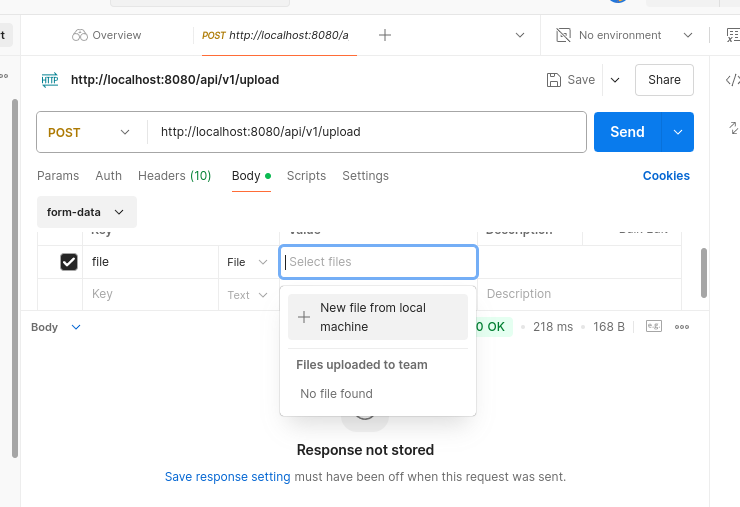 t
Overview
POST http://localhost:8080/a
No environment
HTTP
http://localhost:8080/api/v1/upload
Save
Share
POST
http://localhost:8080/api/v1/upload
Send
Params
Auth
Headers (10)
Body
Scripts
Settings
Cookies
form-data
Key
Value
Description
Bulk Edit
file
File
Select files
Key
Text
Description
New file from local
machine
Files uploaded to team
No file found
Body
0 OK
218 ms
168 B
e.g.
Response not stored
Save response setting must have been off when this request was sent.